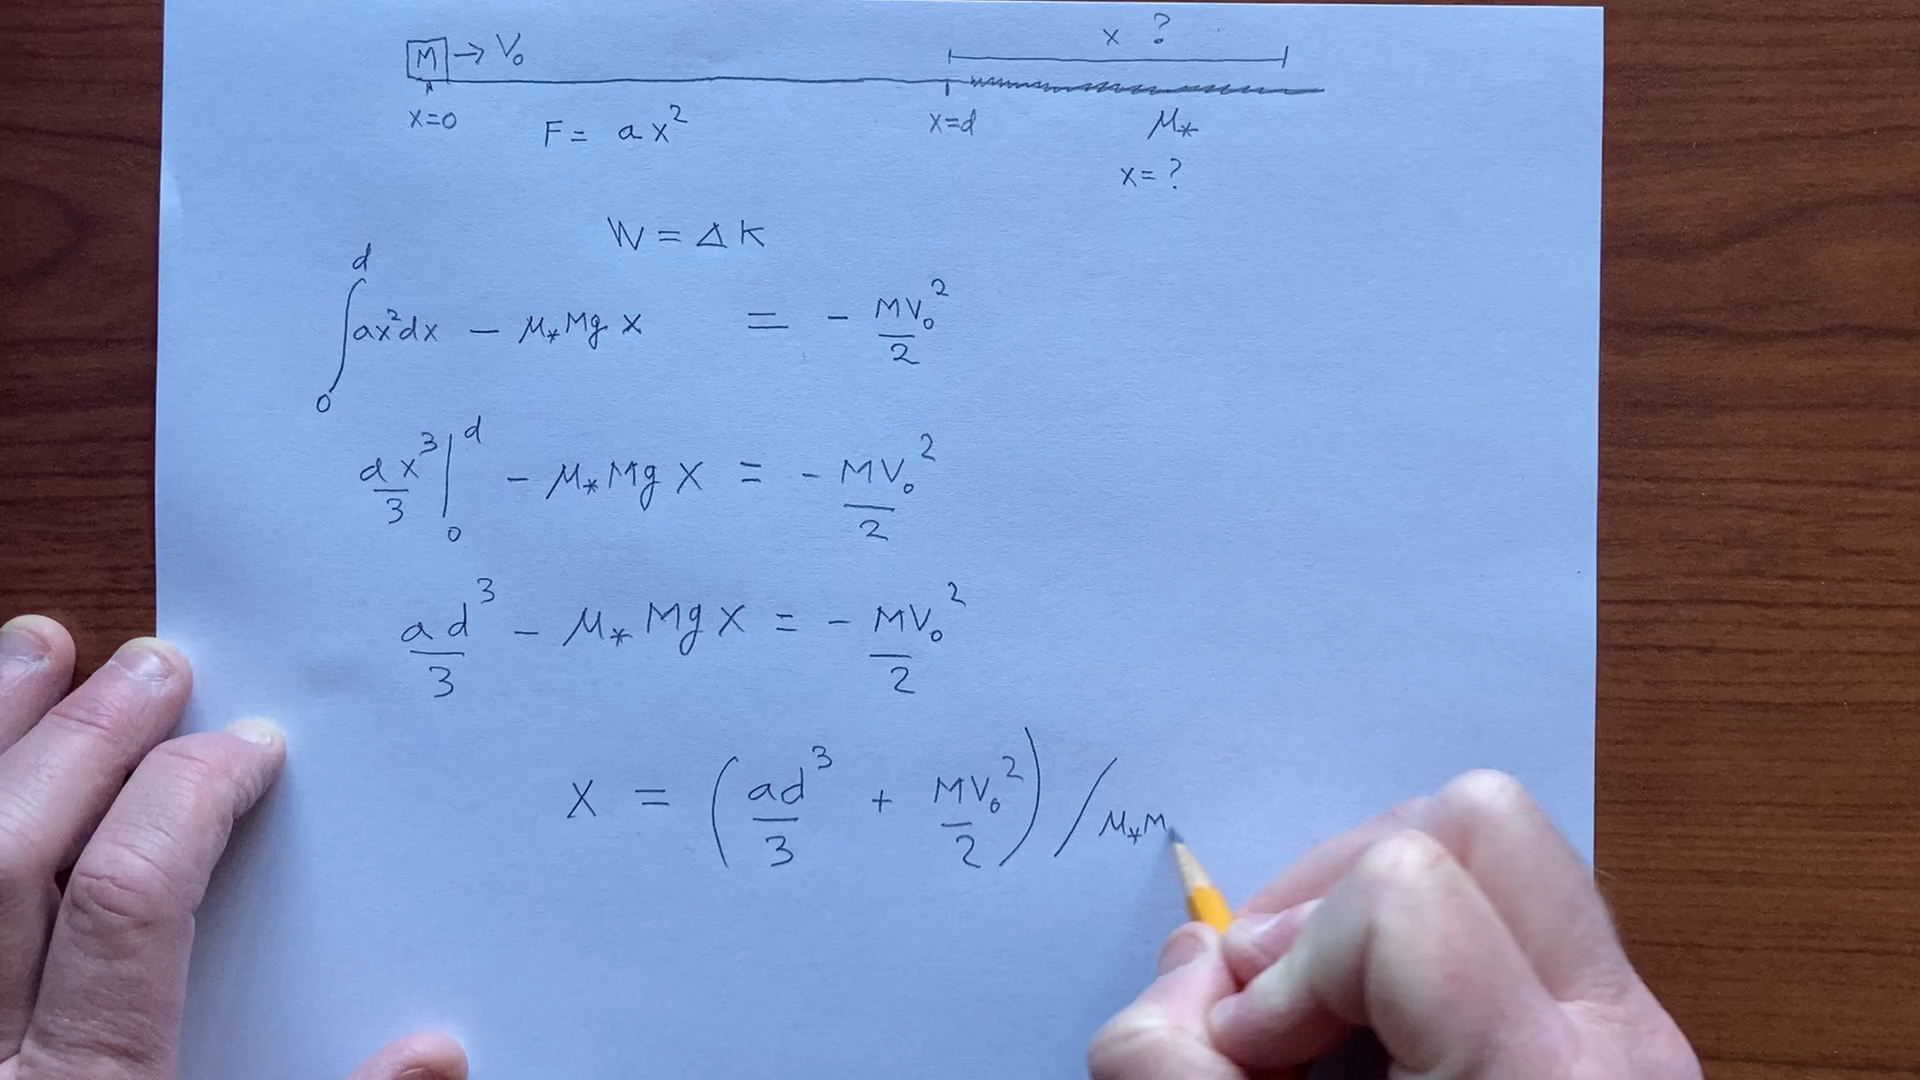 M → V₀ x ?
x=0 F = ax² x=d μ*
x = ?
W = ΔK
∫₀ᵈ ax²dx − μ*Mg x = − MV₀²/2
ax³/3 |₀ᵈ − μ*Mg x = − MV₀²/2
ad³/3 − μ*Mg x = − MV₀²/2
x = (ad³/3 + MV₀²/2) / μ*M